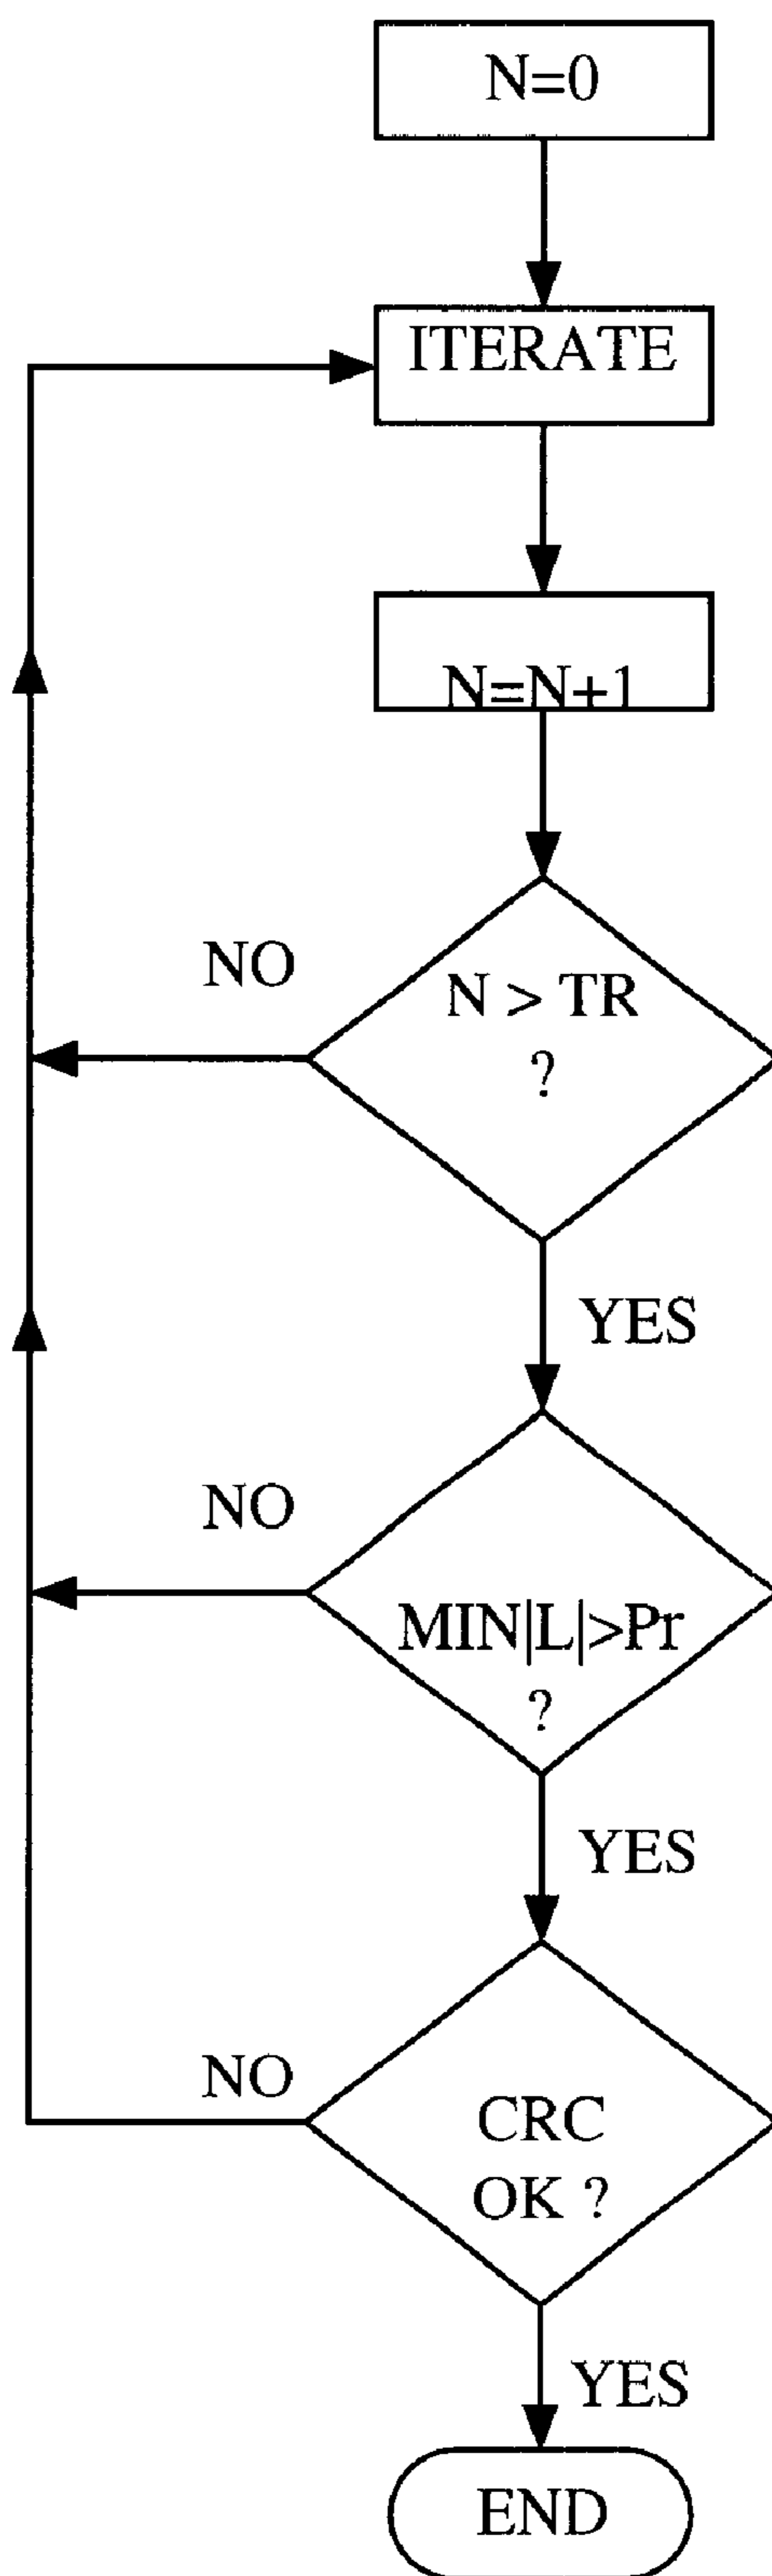 N=0
ITERATE
N=N+1
NO
N > TR
?
YES
NO
MIN|L|>Pr
?
YES
NO
CRC
OK ?
YES
END